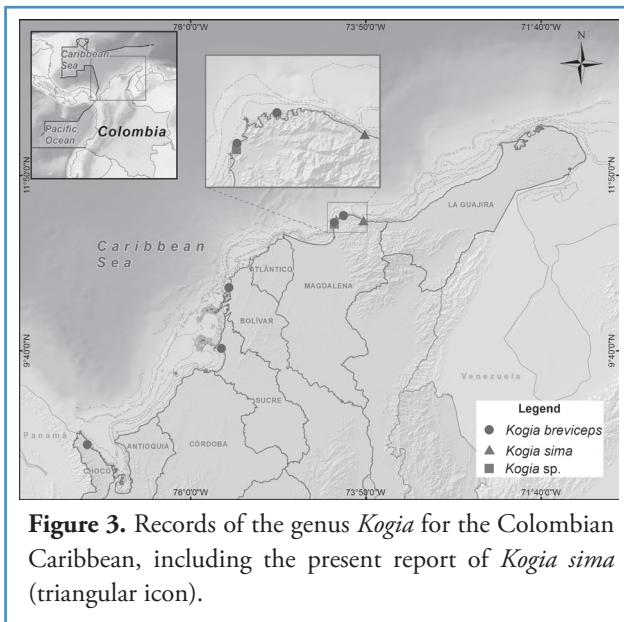 76°0'0"W 73°50'0"W 71°40'0"W
N
Caribbean
Sea
Pacific
Ocean
Colombia
11°50'0"N 11°50'0"N
LA GUAJIRA
Caribbean
Sea
ATLÁNTICO
MAGDALENA
BOLÍVAR
9°40'0"N 9°40'0"N
Venezuela
SUCRE
Panamá
ANTIOQUIA
CÓRDOBA
CHOCÓ
Legend
Kogia breviceps
Kogia sima
Kogia sp.
76°0'0"W 73°50'0"W 71°40'0"W
Figure 3. Records of the genus Kogia for the Colombian
Caribbean, including the present report of Kogia sima
(triangular icon).